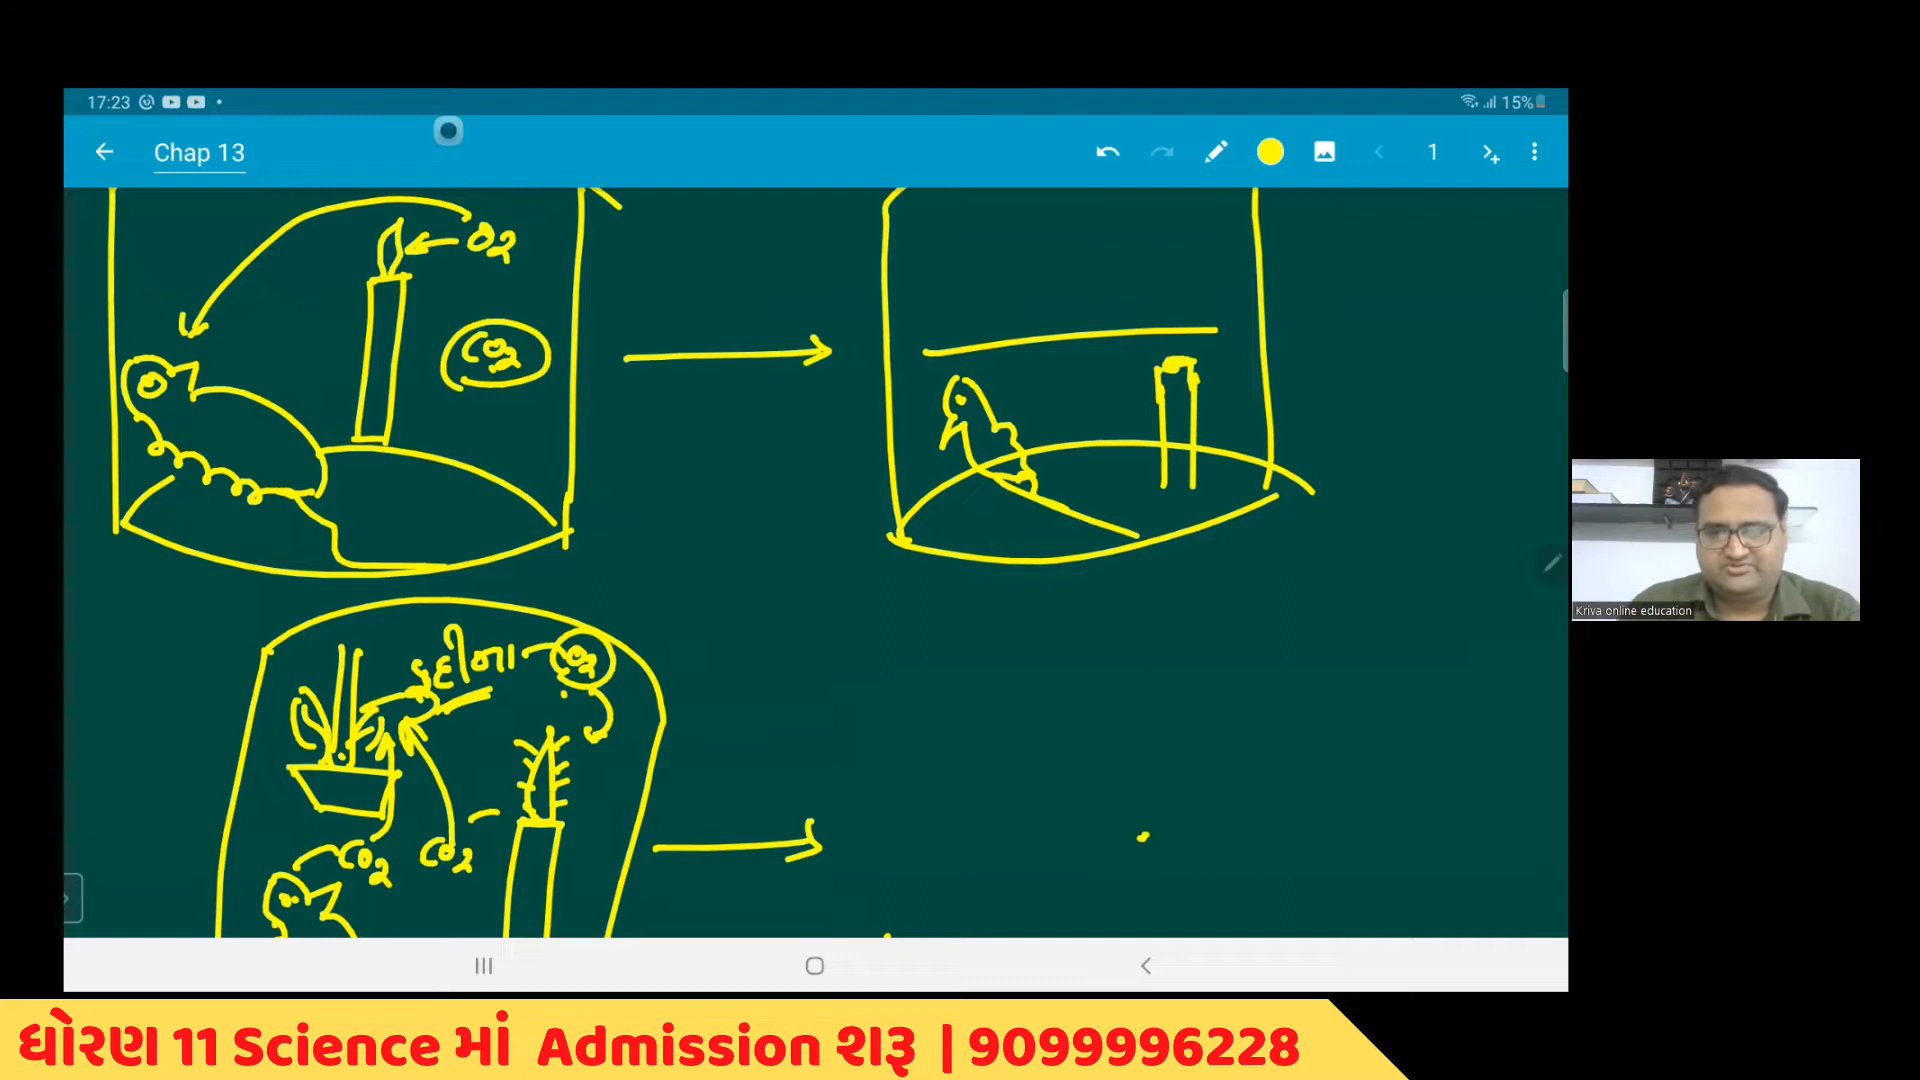 17:23
15%
Chap 13
1
O2
CO2
O2
CO2
CO2
Kriva online education
ધોરણ 11 Science માં Admission શરૂ | 9099996228